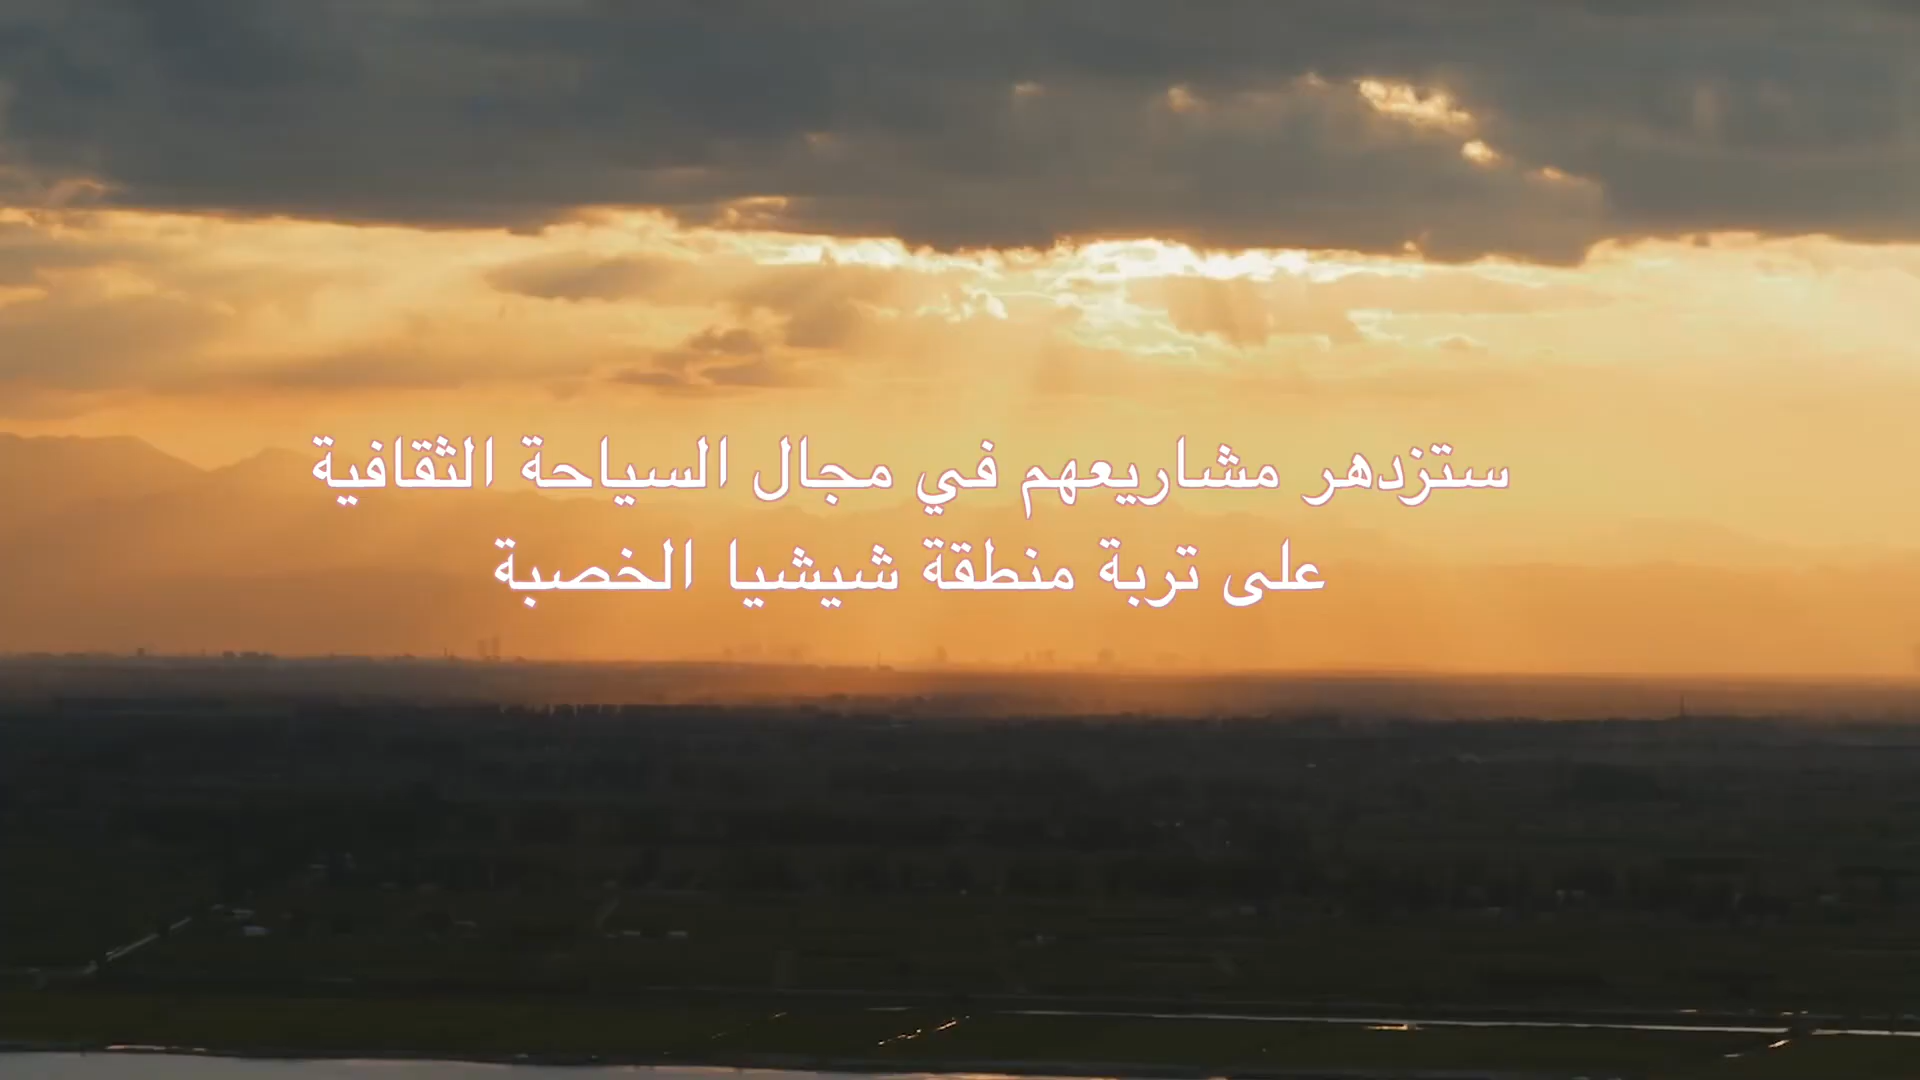 ستزدهر مشاريعهم في مجال السياحة الثقافية
على تربة منطقة شيشيا الخصبة